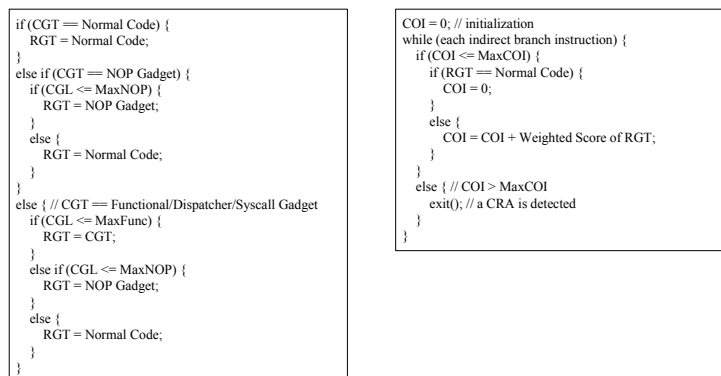 if (CGT == Normal Code) {
RGT = Normal Code;
}
else if (CGT == NOP Gadget) {
if (CGL <= MaxNOP) {
RGT = NOP Gadget;
}
else {
RGT = Normal Code;
}
}
else { // CGT == Functional/Dispatcher/Syscall Gadget
if (CGL <= MaxFunc) {
RGT = CGT;
}
else if (CGL <= MaxNOP) {
RGT = NOP Gadget;
}
else {
RGT = Normal Code;
}
}
COI = 0; // initialization
while (each indirect branch instruction) {
if (COI <= MaxCOI) {
if (RGT == Normal Code) {
COI = 0;
}
else {
COI = COI + Weighted Score of RGT;
}
}
else { // COI > MaxCOI
exit(); // a CRA is detected
}
}